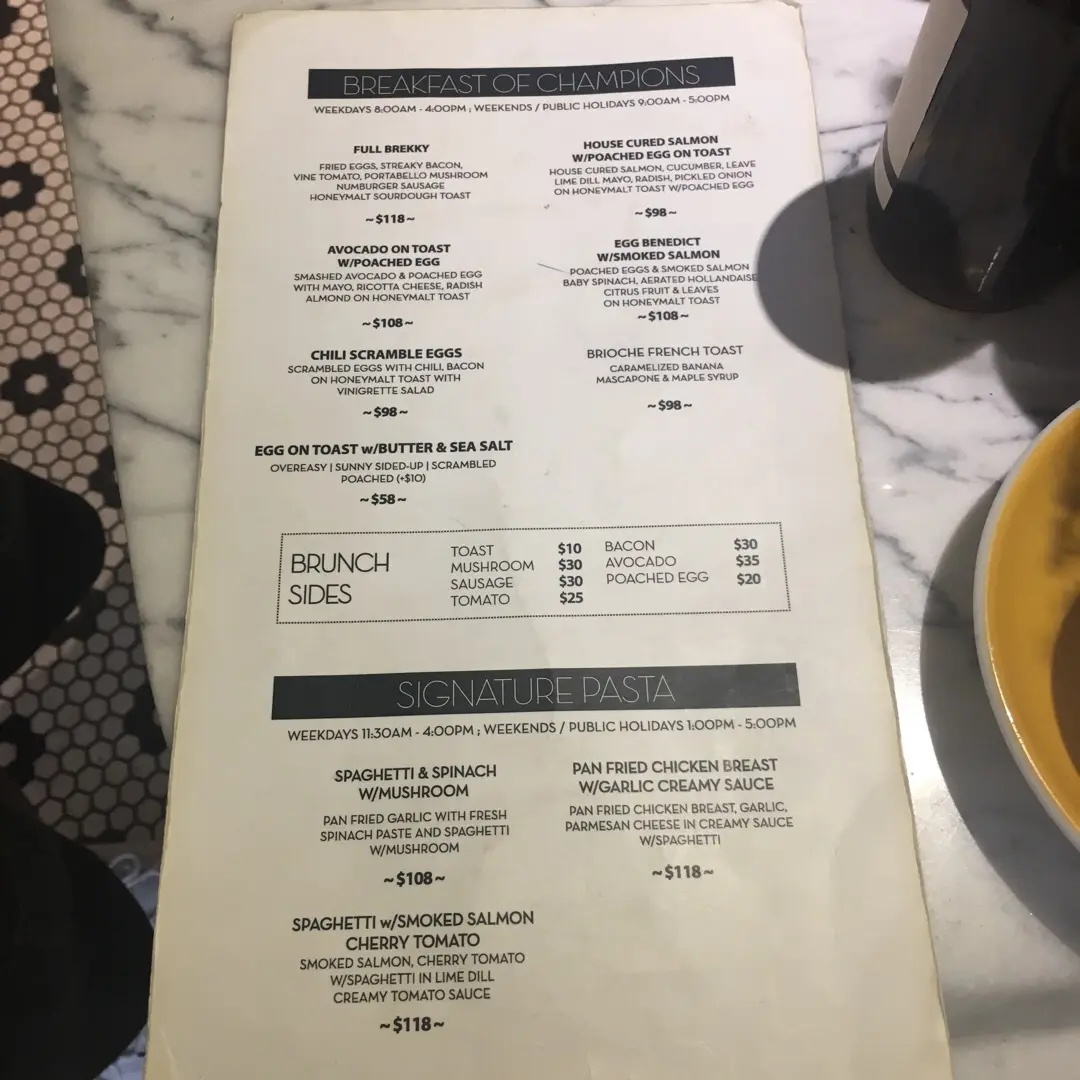 BREAKFAST OF CHAMPIONS
WEEKDAYS 8:00AM - 4:00PM ; WEEKENDS / PUBLIC HOLIDAYS 9:00AM - 5:00PM
FULL BREKKY
FRIED EGGS, STREAKY BACON,
VINE TOMATO, PORTABELLO MUSHROOM
NUMBURGER SAUSAGE
HONEYMALT SOURDOUGH TOAST
~$118~
AVOCADO ON TOAST
W/POACHED EGG
SMASHED AVOCADO & POACHED EGG
WITH MAYO, RICOTTA CHEESE, RADISH
ALMOND ON HONEYMALT TOAST
~$108~
CHILI SCRAMBLE EGGS
SCRAMBLED EGGS WITH CHILI, BACON
ON HONEYMALT TOAST WITH
VINIGRETTE SALAD
~$98~
EGG ON TOAST w/BUTTER & SEA SALT
OVEREASY | SUNNY SIDED-UP | SCRAMBLED
POACHED (+$10)
~$58~
HOUSE CURED SALMON
W/POACHED EGG ON TOAST
HOUSE CURED SALMON, CUCUMBER, LEAVE
LIME DILL MAYO, RADISH, PICKLED ONION
ON HONEYMALT TOAST W/POACHED EGG
~$98~
EGG BENEDICT
W/SMOKED SALMON
POACHED EGGS & SMOKED SALMON
BABY SPINACH, AERATED HOLLANDAISE
CITRUS FRUIT & LEAVES
ON HONEYMALT TOAST
~$108~
BRIOCHE FRENCH TOAST
CARAMELIZED BANANA
MASCAPONE & MAPLE SYRUP
~$98~
BRUNCH
SIDES
TOAST $10
MUSHROOM $30
SAUSAGE $30
TOMATO $25
BACON $30
AVOCADO $35
POACHED EGG $20
SIGNATURE PASTA
WEEKDAYS 11:30AM - 4:00PM ; WEEKENDS / PUBLIC HOLIDAYS 1:00PM - 5:00PM
SPAGHETTI & SPINACH
W/MUSHROOM
PAN FRIED GARLIC WITH FRESH
SPINACH PASTE AND SPAGHETTI
W/MUSHROOM
~$108~
PAN FRIED CHICKEN BREAST
W/GARLIC CREAMY SAUCE
PAN FRIED CHICKEN BREAST, GARLIC,
PARMESAN CHEESE IN CREAMY SAUCE
W/SPAGHETTI
~$118~
SPAGHETTI w/SMOKED SALMON
CHERRY TOMATO
SMOKED SALMON, CHERRY TOMATO
W/SPAGHETTI IN LIME DILL
CREAMY TOMATO SAUCE
~$118~